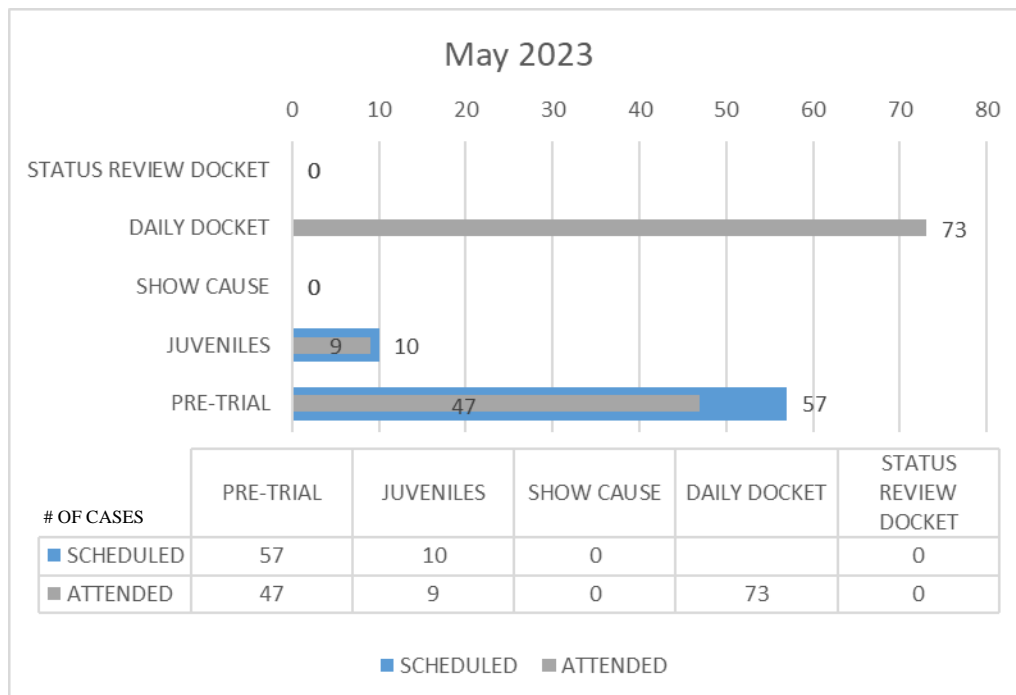 May 2023
0 10 20 30 40 50 60 70 80
STATUS REVIEW DOCKET 0
DAILY DOCKET 73
SHOW CAUSE 0
JUVENILES 9 10
PRE-TRIAL 47 57
# OF CASES PRE-TRIAL JUVENILES SHOW CAUSE DAILY DOCKET STATUS
REVIEW
DOCKET
SCHEDULED 57 10 0 0
ATTENDED 47 9 0 73 0
SCHEDULED ATTENDED